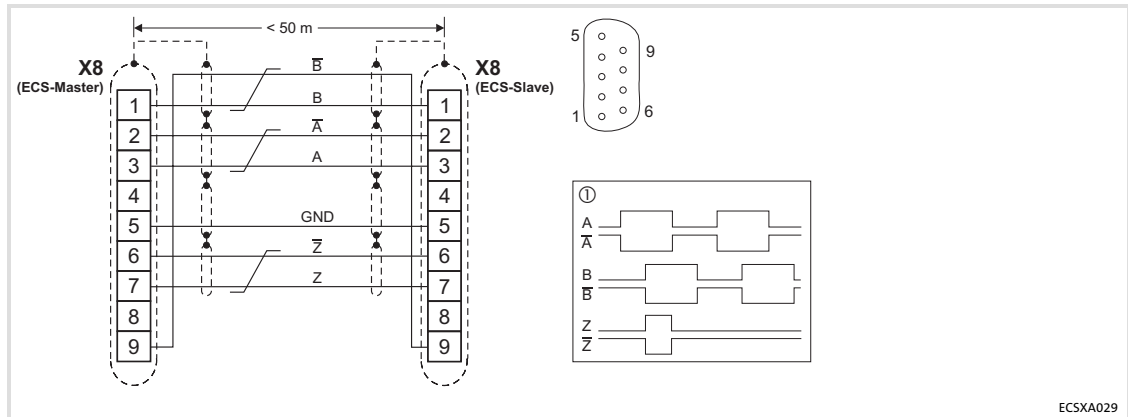 < 50 m
X8
(ECS-Master)
X8
(ECS-Slave)
B̅
B
A̅
A
GND
Z̅
Z
1
2
3
4
5
6
7
8
9
1
2
3
4
5
6
7
8
9
5
9
1
6
①
A
A̅
B
B̅
Z
Z̅
ECSXA029